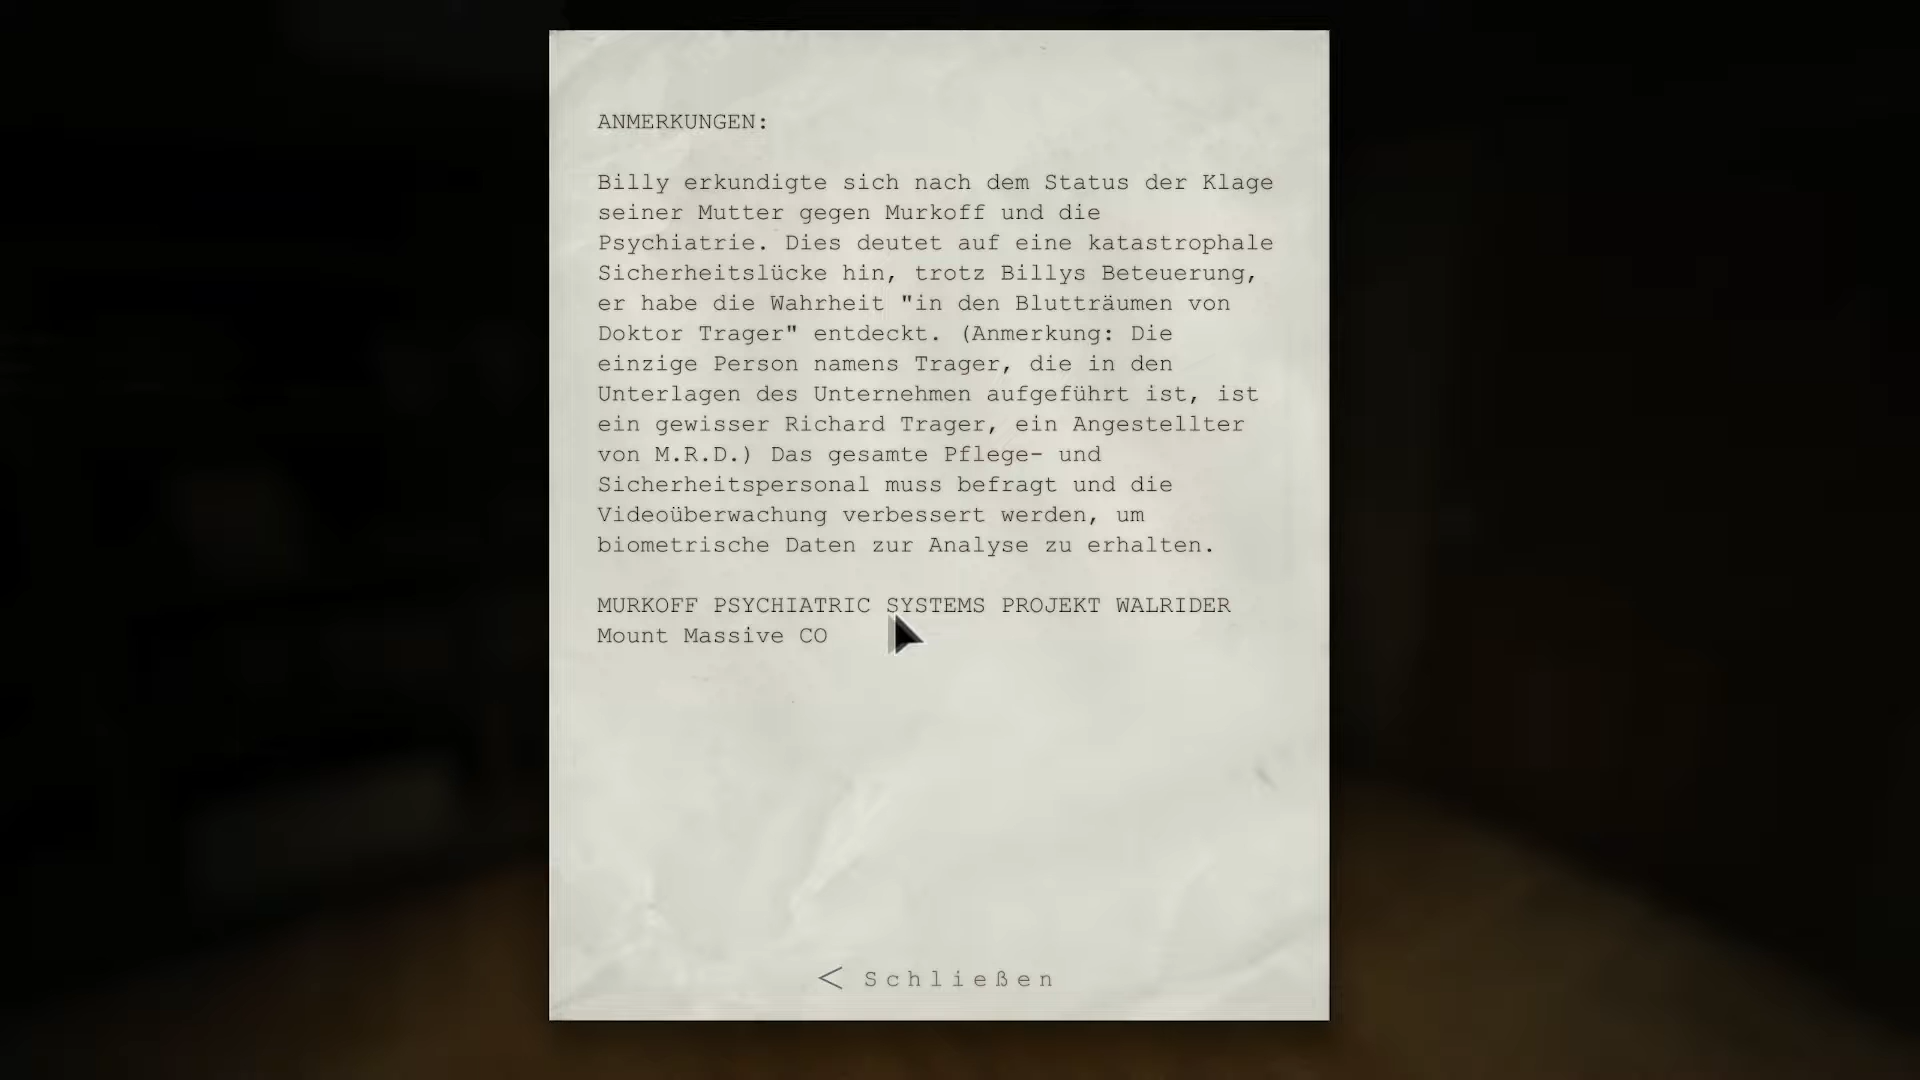 ANMERKUNGEN:
Billy erkundigte sich nach dem Status der Klage
seiner Mutter gegen Murkoff und die
Psychiatrie. Dies deutet auf eine katastrophale
Sicherheitslücke hin, trotz Billys Beteuerung,
er habe die Wahrheit "in den Blutträumen von
Doktor Trager" entdeckt. (Anmerkung: Die
einzige Person namens Trager, die in den
Unterlagen des Unternehmen aufgeführt ist, ist
ein gewisser Richard Trager, ein Angestellter
von M.R.D.) Das gesamte Pflege- und
Sicherheitspersonal muss befragt und die
Videoüberwachung verbessert werden, um
biometrische Daten zur Analyse zu erhalten.
MURKOFF PSYCHIATRIC SYSTEMS PROJEKT WALRIDER
Mount Massive CO
< Schließen